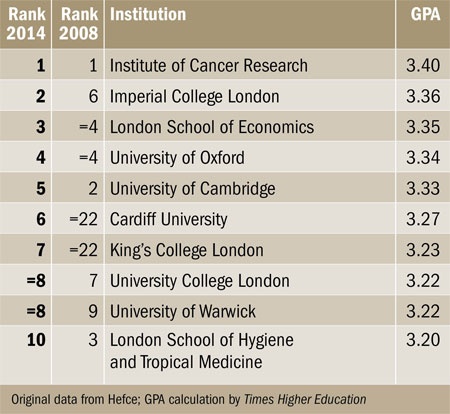 Rank 2014 Rank 2008 Institution GPA
1 1 Institute of Cancer Research 3.40
2 6 Imperial College London 3.36
3 =4 London School of Economics 3.35
4 =4 University of Oxford 3.34
5 2 University of Cambridge 3.33
6 =22 Cardiff University 3.27
7 =22 King's College London 3.23
=8 7 University College London 3.22
=8 9 University of Warwick 3.22
10 3 London School of Hygiene 3.20
and Tropical Medicine
Original data from Hefce; GPA calculation by Times Higher Education